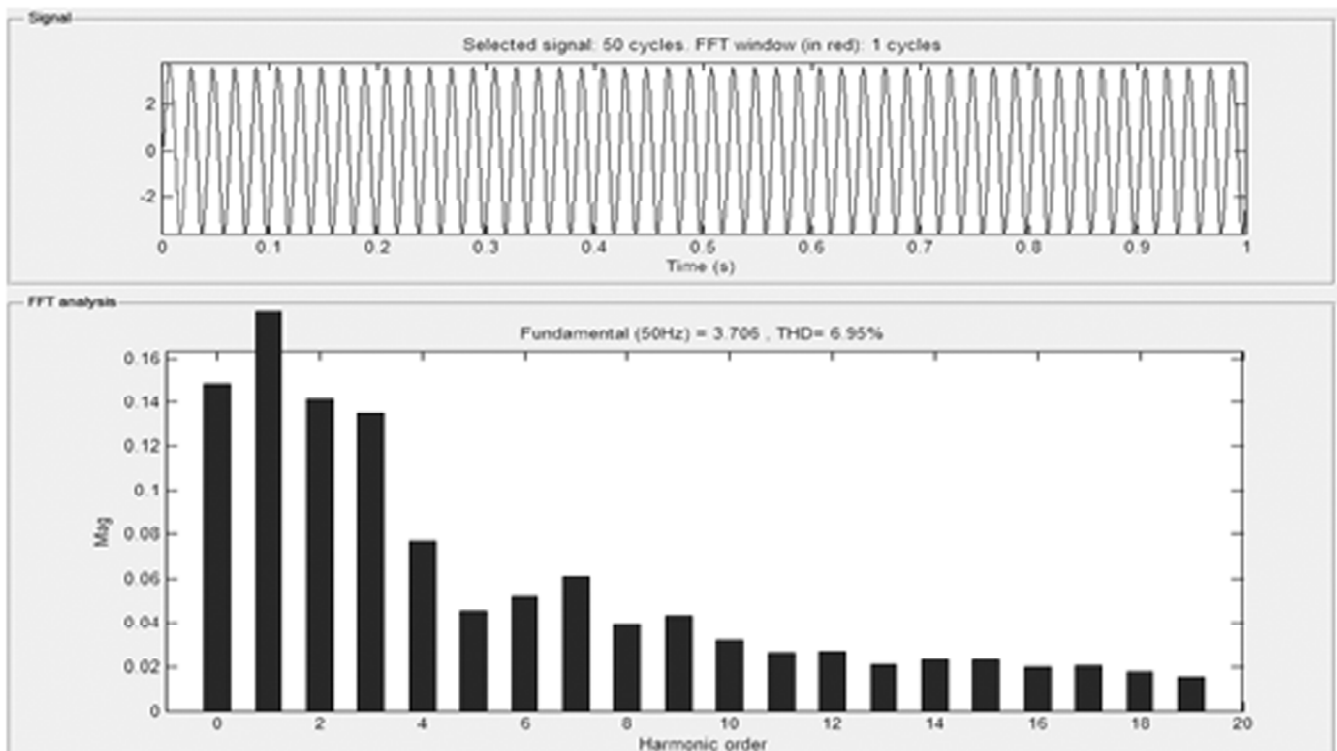 Signal
Selected signal: 50 cycles. FFT window (in red): 1 cycles
2
0
-2
0 0.1 0.2 0.3 0.4 0.5 0.6 0.7 0.8 0.9 1
Time (s)
FFT analysis
Fundamental (50Hz) = 3.706 , THD= 6.95%
0.16
0.14
0.12
0.1
0.08
0.06
0.04
0.02
0
Mag
0 2 4 6 8 10 12 14 16 18 20
Harmonic order